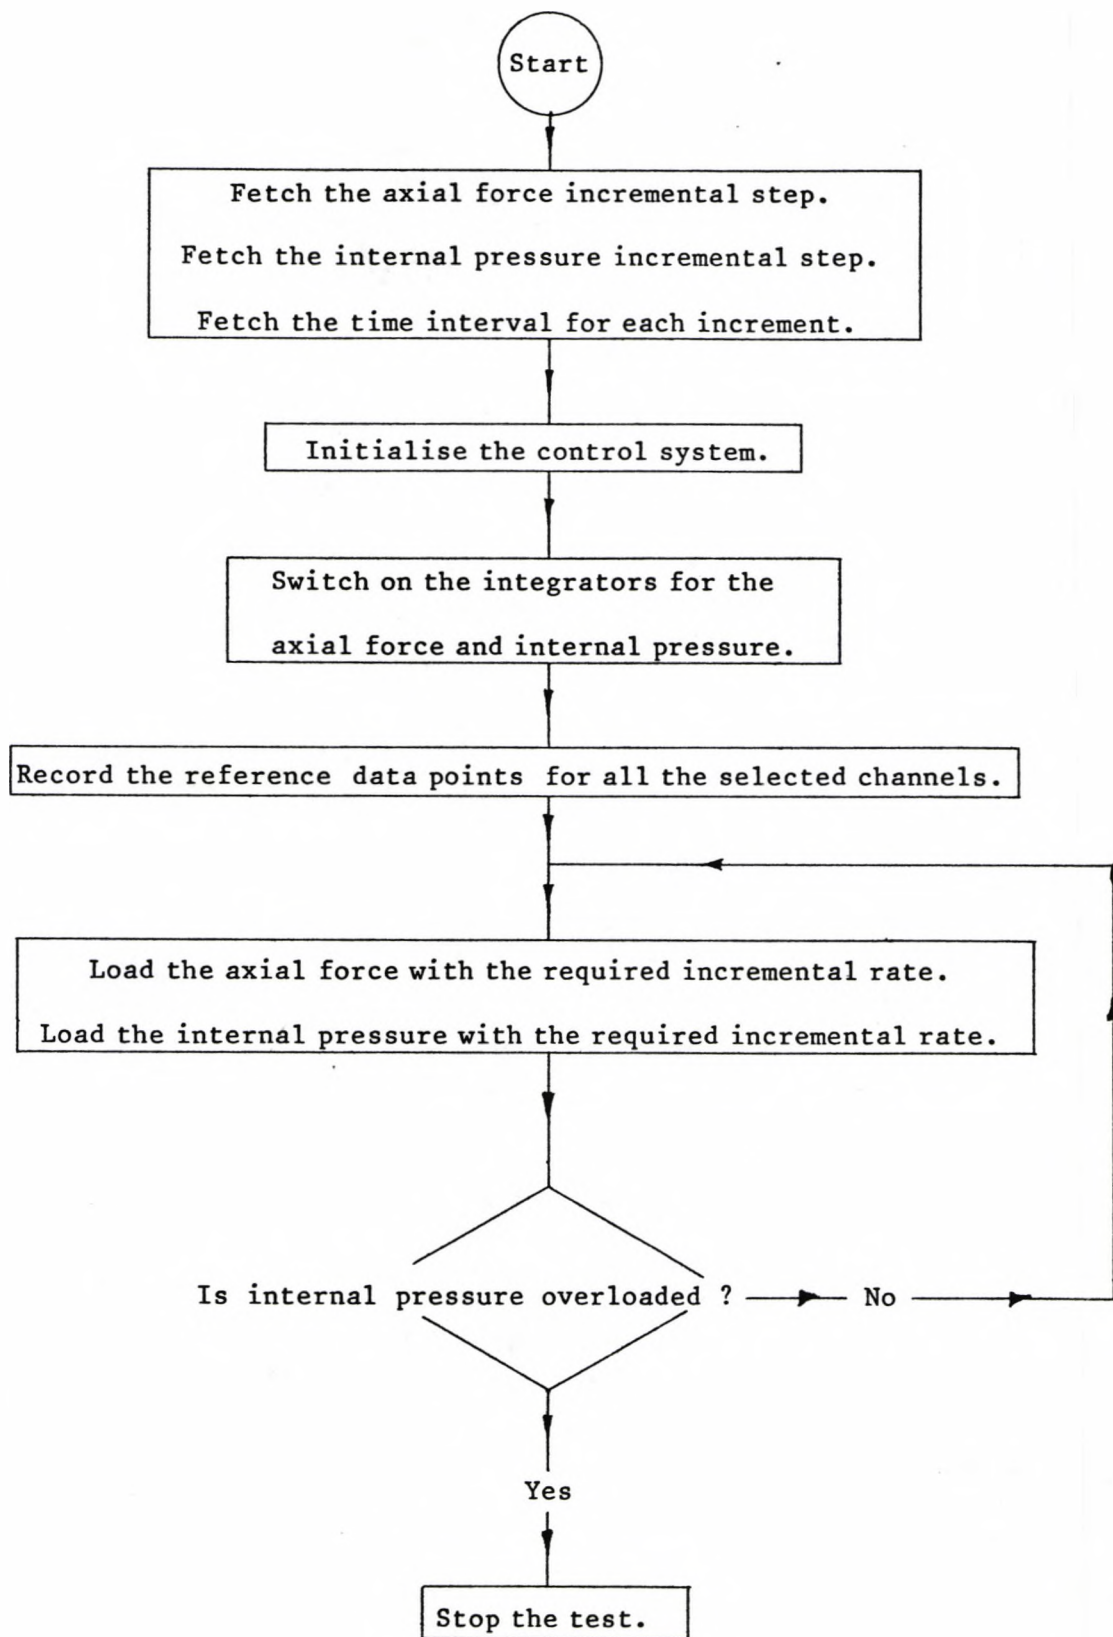 Start
Fetch the axial force incremental step.
Fetch the internal pressure incremental step.
Fetch the time interval for each increment.
Initialise the control system.
Switch on the integrators for the
axial force and internal pressure.
Record the reference data points for all the selected channels.
Load the axial force with the required incremental rate.
Load the internal pressure with the required incremental rate.
Is internal pressure overloaded ? No
Yes
Stop the test.